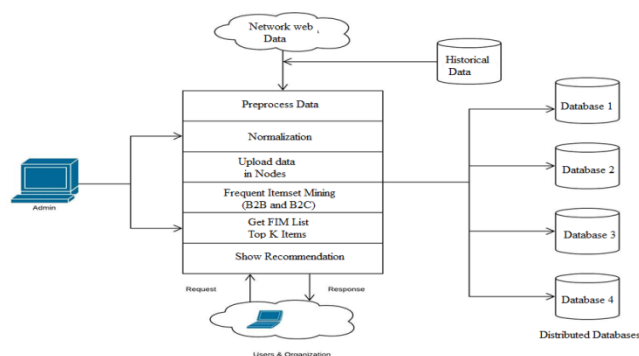 Network web
Data
Historical
Data
Preprocess Data
Normalization
Upload data
in Nodes
Frequent Itemset Mining
(B2B and B2C)
Get FIM List
Top K Items
Show Recommendation
Admin
Request
Response
Users & Organization
Database 1
Database 2
Database 3
Database 4
Distributed Databases